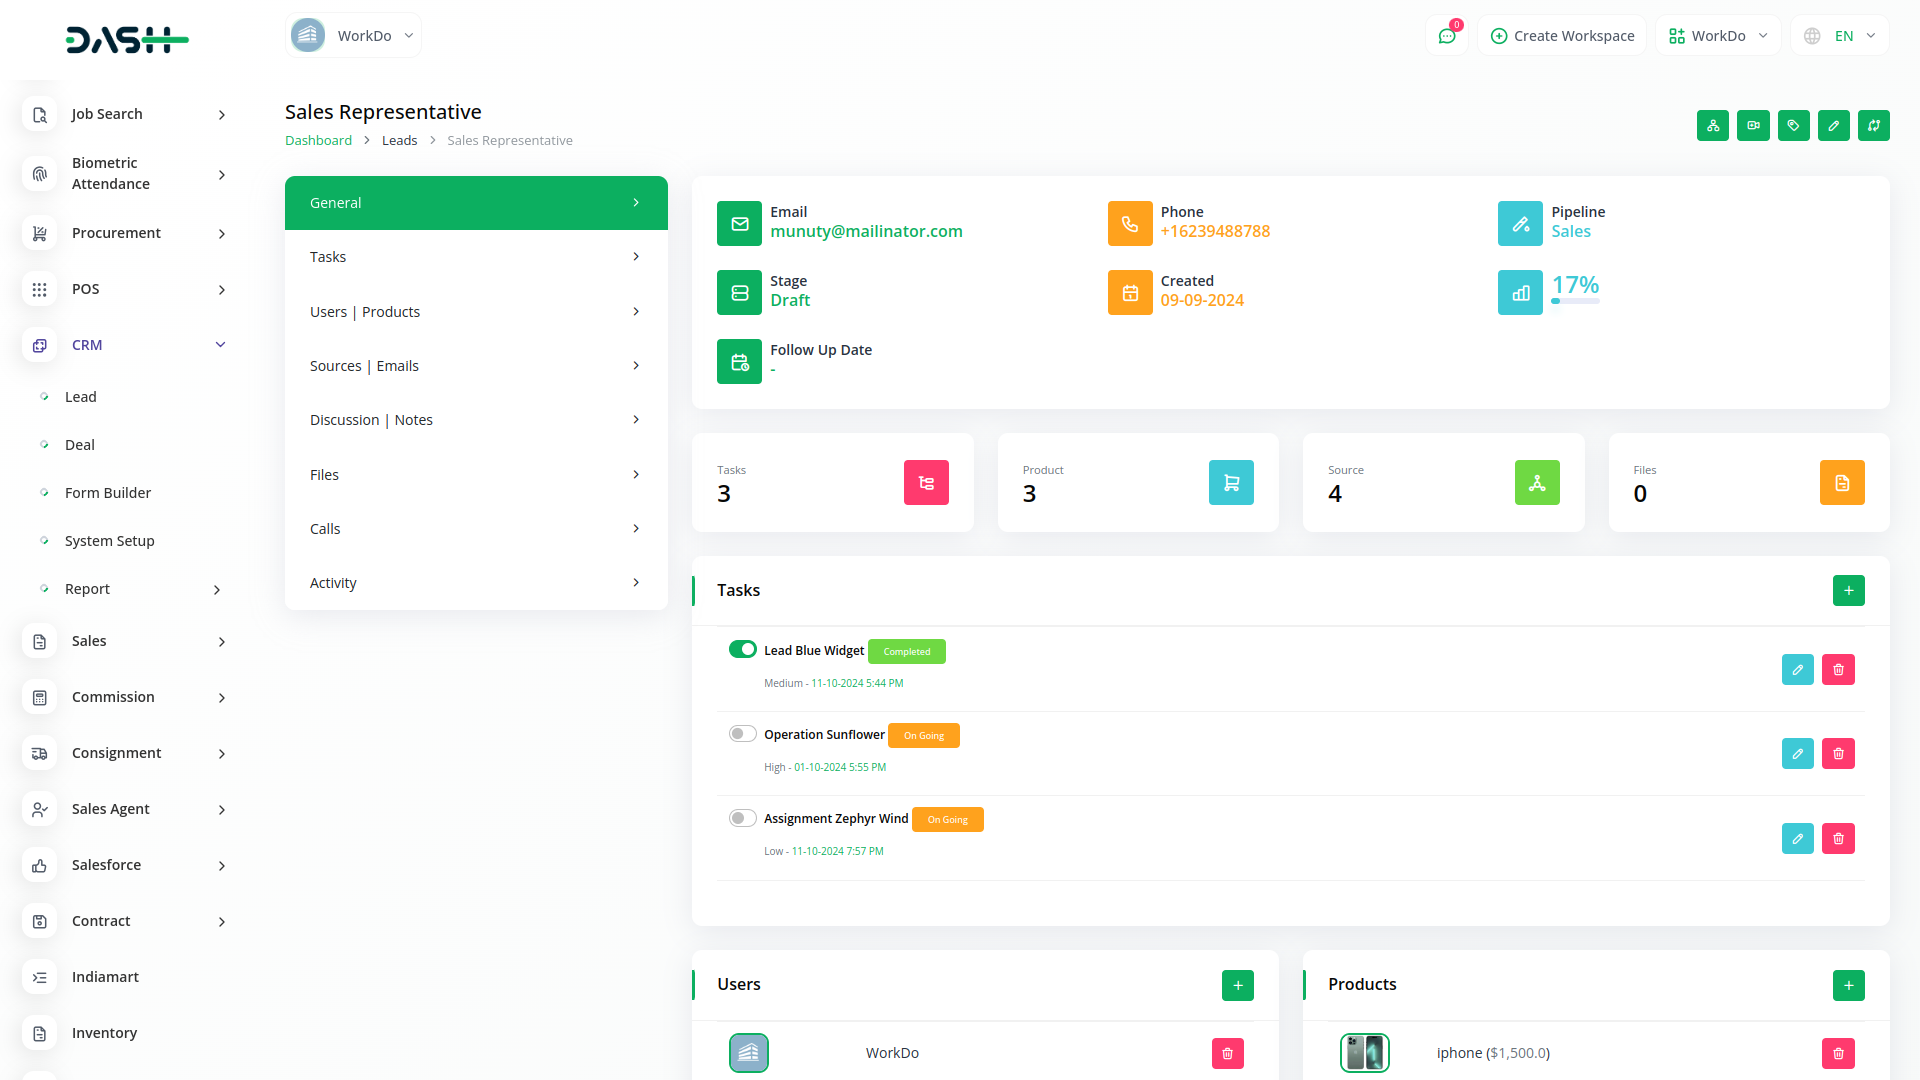 DASH
WorkDo
0
Create Workspace
WorkDo
EN
Job Search
Biometric
Attendance
Procurement
POS
CRM
Lead
Deal
Form Builder
System Setup
Report
Sales
Commission
Consignment
Sales Agent
Salesforce
Contract
Indiamart
Inventory
Sales Representative
Dashboard > Leads > Sales Representative
General
Tasks
Users | Products
Sources | Emails
Discussion | Notes
Files
Calls
Activity
Email
munuty@mailinator.com
Phone
+16239488788
Pipeline
Sales
Stage
Draft
Created
09-09-2024
17%
Follow Up Date
-
Tasks
3
Product
3
Source
4
Files
0
Tasks
Lead Blue Widget Completed
Medium - 11-10-2024 5:44 PM
Operation Sunflower On Going
High - 01-10-2024 5:55 PM
Assignment Zephyr Wind On Going
Low - 11-10-2024 7:57 PM
Users
WorkDo
Products
iphone ($1,500.0)